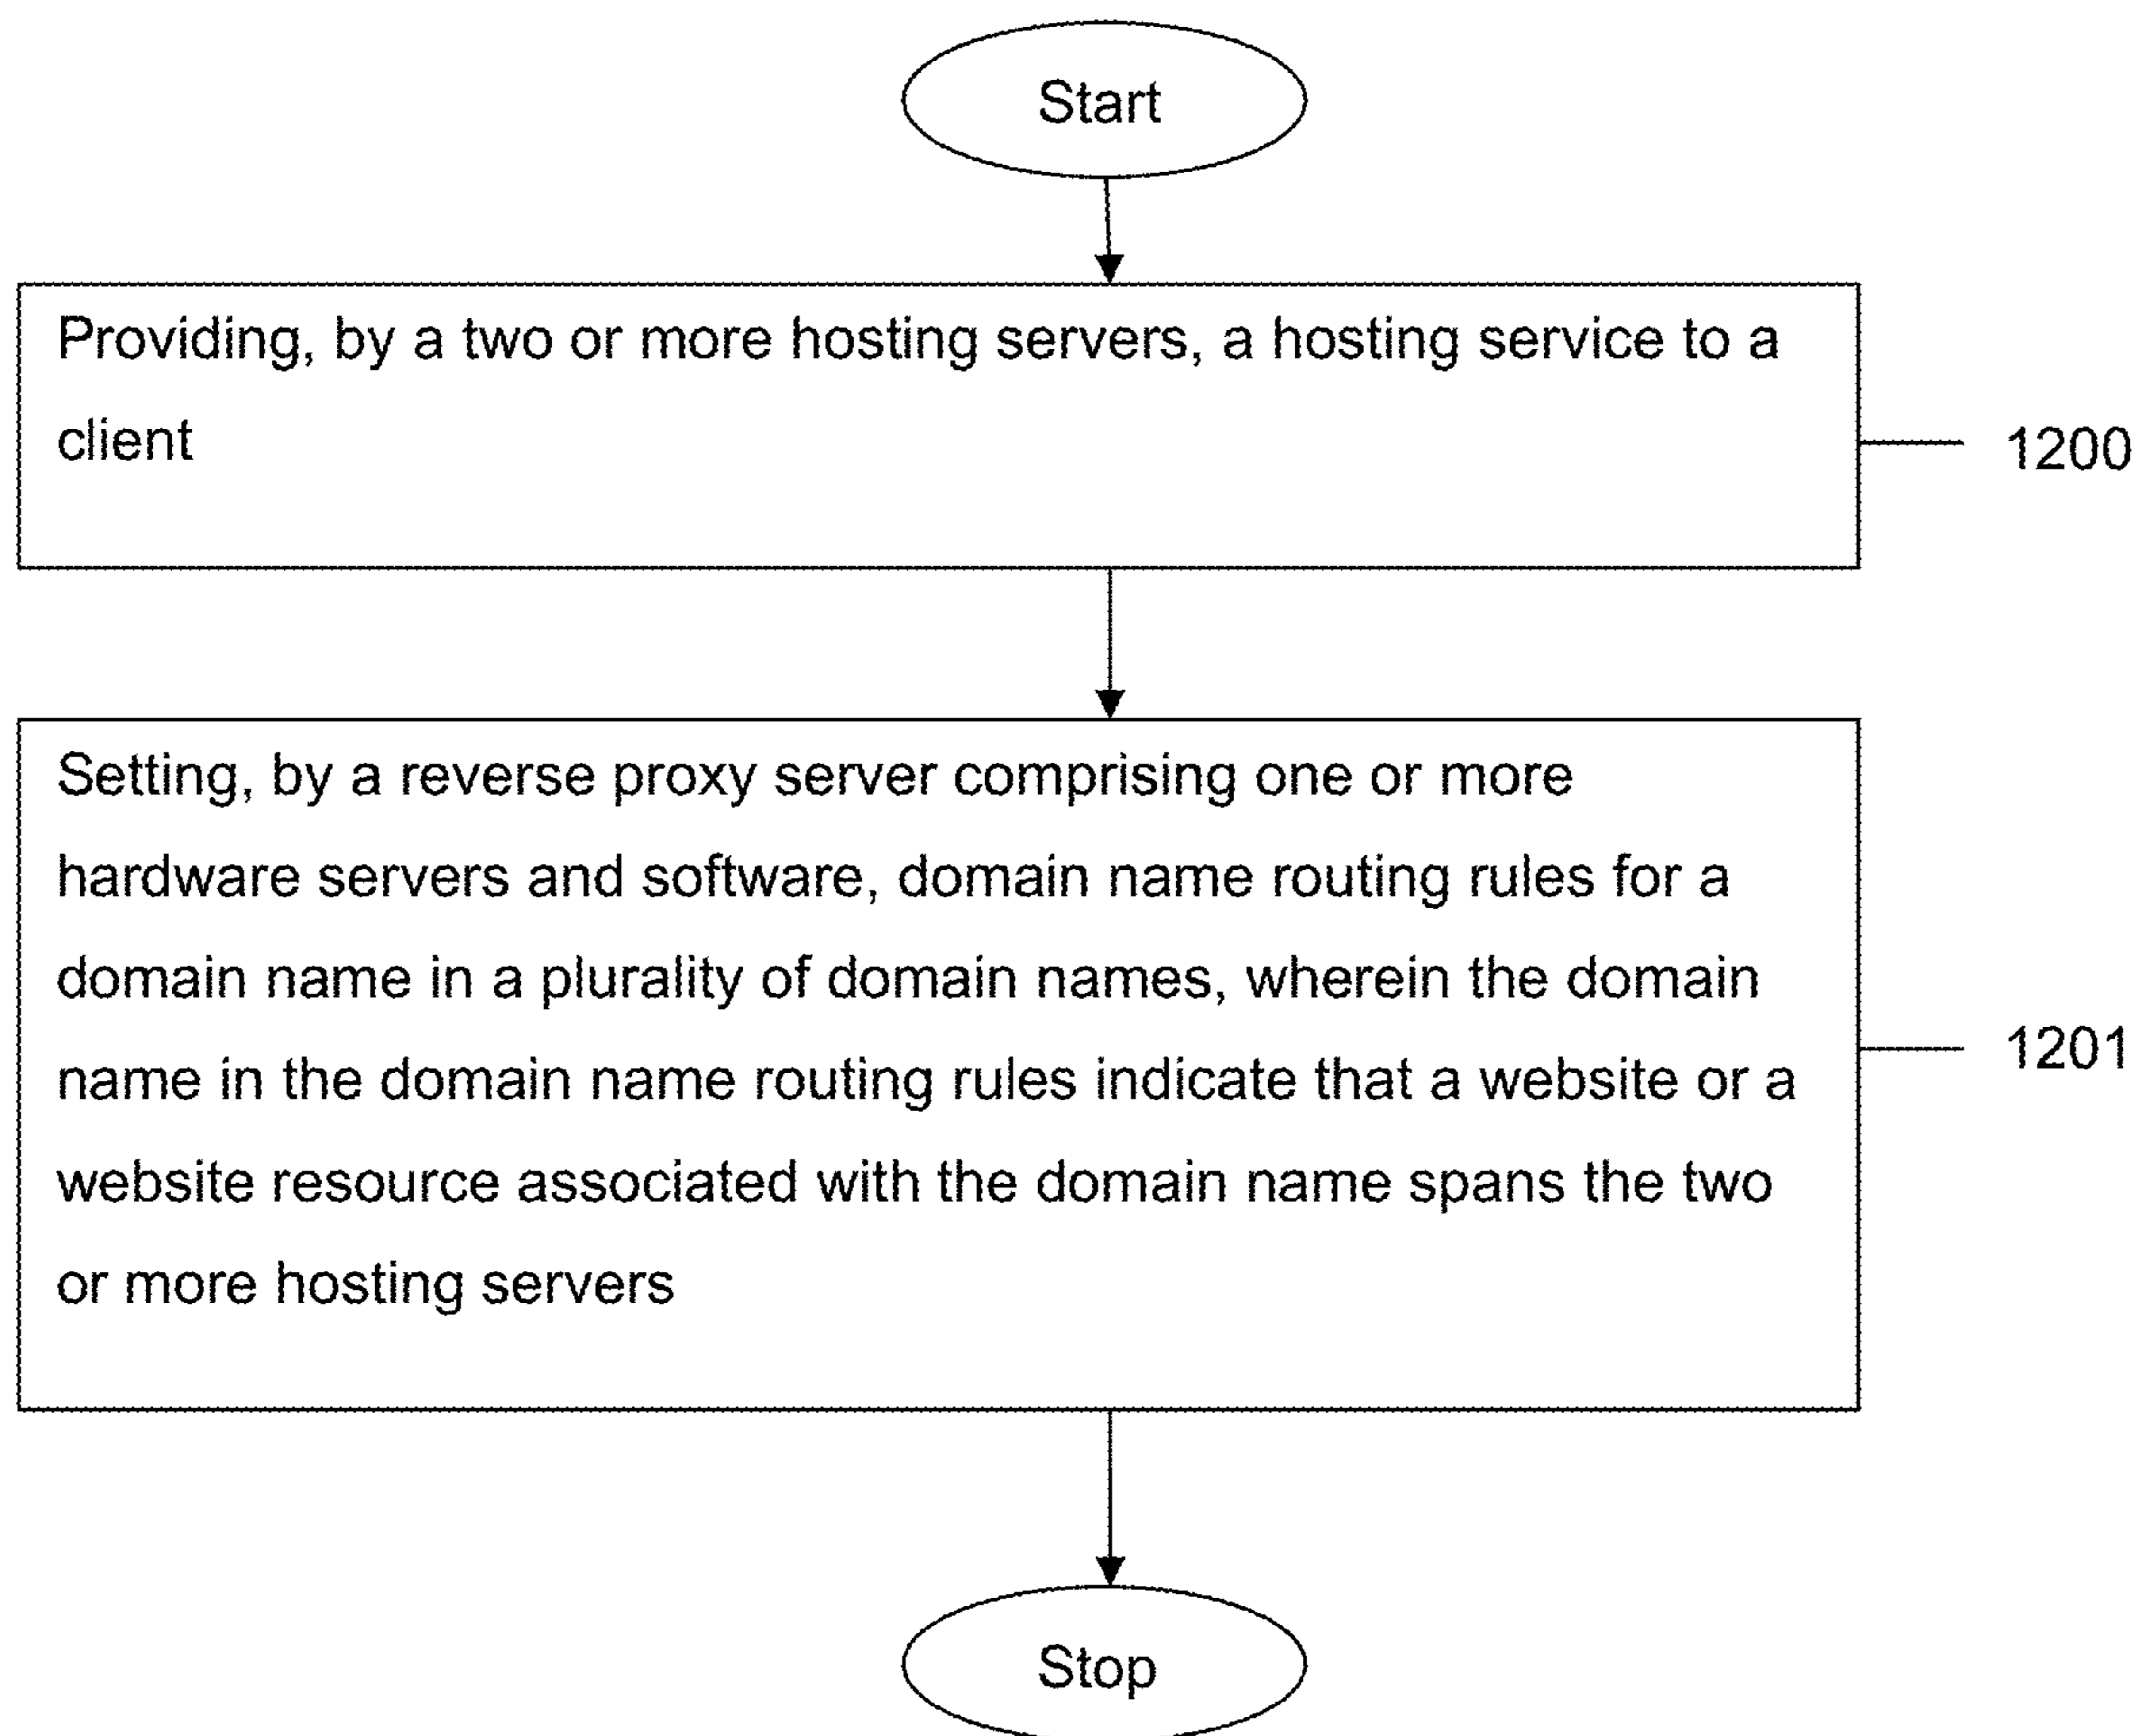 Start
Providing, by a two or more hosting servers, a hosting service to a
client
1200
Setting, by a reverse proxy server comprising one or more
hardware servers and software, domain name routing rules for a
domain name in a plurality of domain names, wherein the domain
name in the domain name routing rules indicate that a website or a
website resource associated with the domain name spans the two
or more hosting servers
1201
Stop